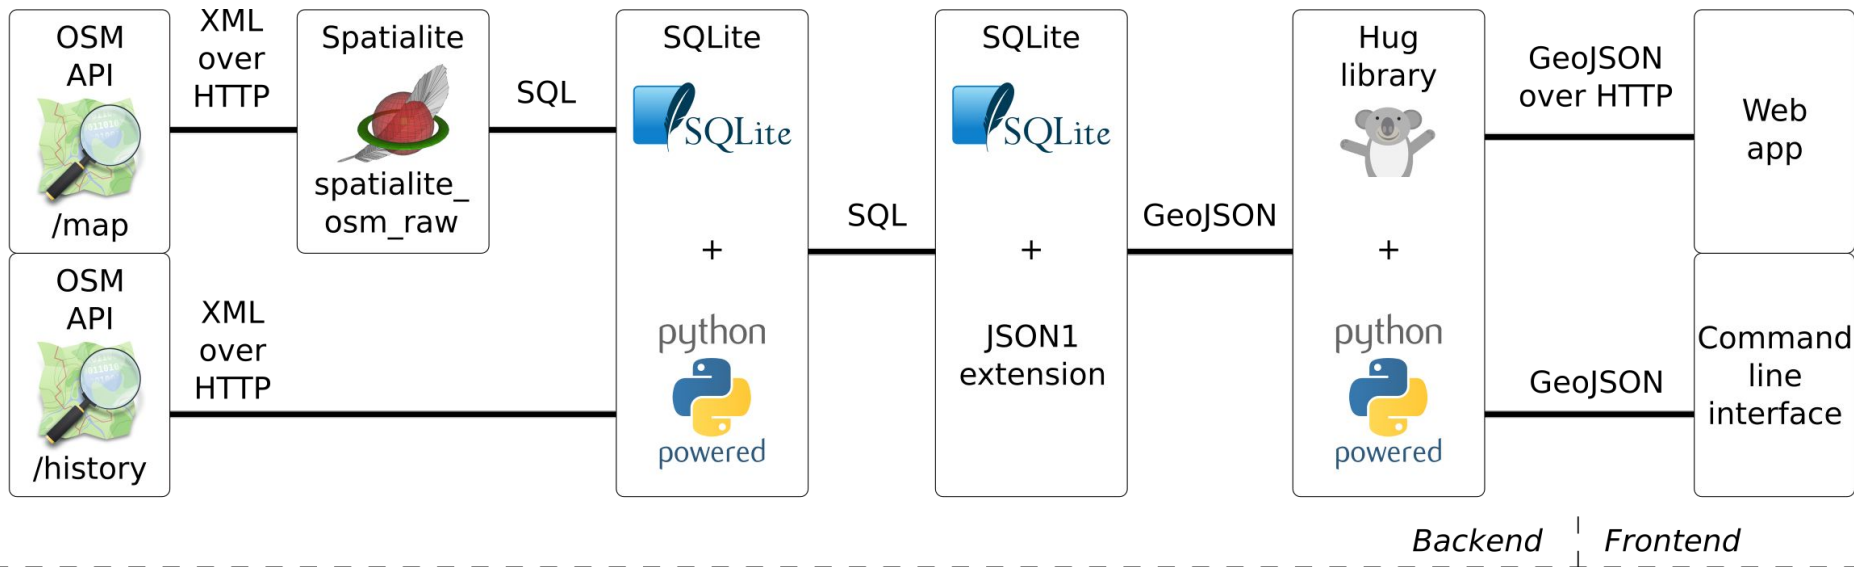 OSM
API
/map
XML
over
HTTP
Spatialite
spatialite_
osm_raw
SQL
OSM
API
/history
XML
over
HTTP
SQLite
SQLite
+
python
powered
SQL
SQLite
SQLite
+
JSON1
extension
GeoJSON
Hug
library
+
python
powered
GeoJSON
over HTTP
Web
app
GeoJSON
Command
line
interface
Backend
Frontend